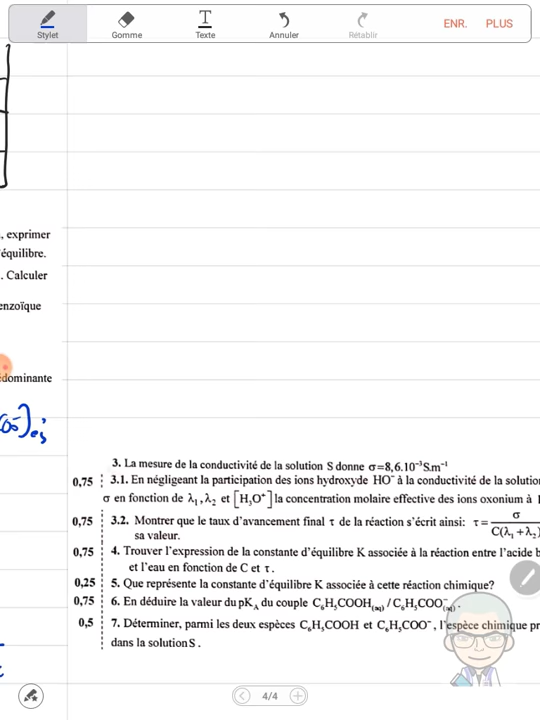 Stylet
Gomme
Texte
Annuler
Rétablir
ENR.
PLUS
, exprimer
équilibre.
. Calculer
enzoïque
dominante
3. La mesure de la conductivité de la solution S donne σ=8,6.10⁻³S.m⁻¹
0,75 3.1. En négligeant la participation des ions hydroxyde HO⁻ à la conductivité de la solutio
σ en fonction de λ₁,λ₂ et [H₃O⁺] la concentration molaire effective des ions oxonium à l
0,75 3.2. Montrer que le taux d'avancement final τ de la réaction s'écrit ainsi: τ = σ / C(λ₁+λ₂)
sa valeur.
0,75 4. Trouver l'expression de la constante d'équilibre K associée à la réaction entre l'acide b
et l'eau en fonction de C et τ.
0,25 5. Que représente la constante d'équilibre K associée à cette réaction chimique?
0,75 6. En déduire la valeur du pK_A du couple C₆H₅COOH₍aq₎ / C₆H₅COO⁻₍aq₎.
0,5 7. Déterminer, parmi les deux espèces C₆H₅COOH et C₆H₅COO⁻, l'espèce chimique pr
dans la solution S.
4/4